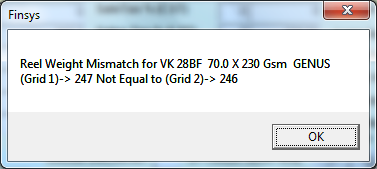 Finsys
Reel Weight Mismatch for VK 28BF 70.0 X 230 Gsm GENUS
(Grid 1)-> 247 Not Equal to (Grid 2)-> 246
OK